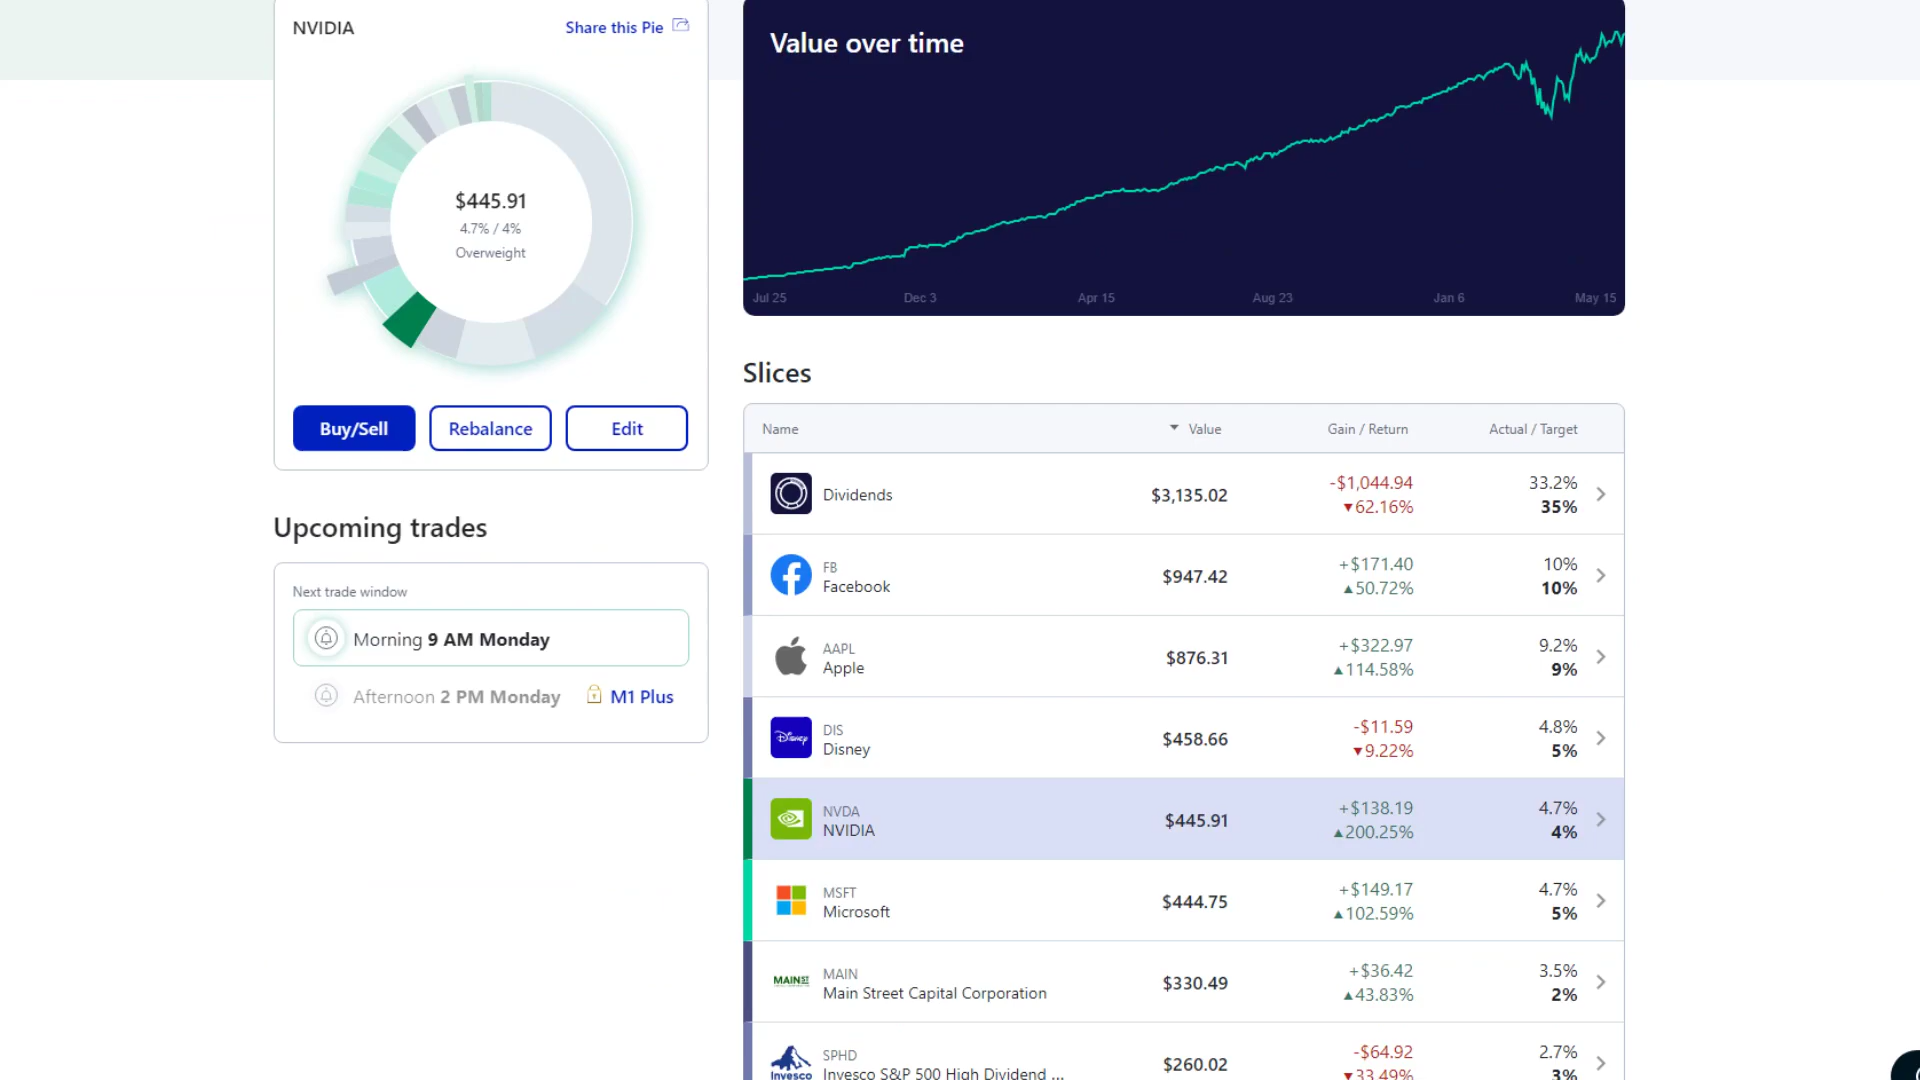 NVIDIA
Share this Pie
$445.91
4.7% / 4%
Overweight
Buy/Sell
Rebalance
Edit
Upcoming trades
Next trade window
Morning 9 AM Monday
Afternoon 2 PM Monday
M1 Plus
Value over time
Jul 25
Dec 3
Apr 15
Aug 23
Jan 6
May 15
Slices
Name
Value
Gain / Return
Actual / Target
Dividends
$3,135.02
-$1,044.94
▼62.16%
33.2%
35%
FB
Facebook
$947.42
+$171.40
▲50.72%
10%
10%
AAPL
Apple
$876.31
+$322.97
▲114.58%
9.2%
9%
Disney
DIS
Disney
$458.66
-$11.59
▼9.22%
4.8%
5%
NVDA
NVIDIA
$445.91
+$138.19
▲200.25%
4.7%
4%
MSFT
Microsoft
$444.75
+$149.17
▲102.59%
4.7%
5%
MAIN ST
MAIN
Main Street Capital Corporation
$330.49
+$36.42
▲43.83%
3.5%
2%
Invesco
SPHD
Invesco S&P 500 High Dividend ...
$260.02
-$64.92
▼33.49%
2.7%
3%